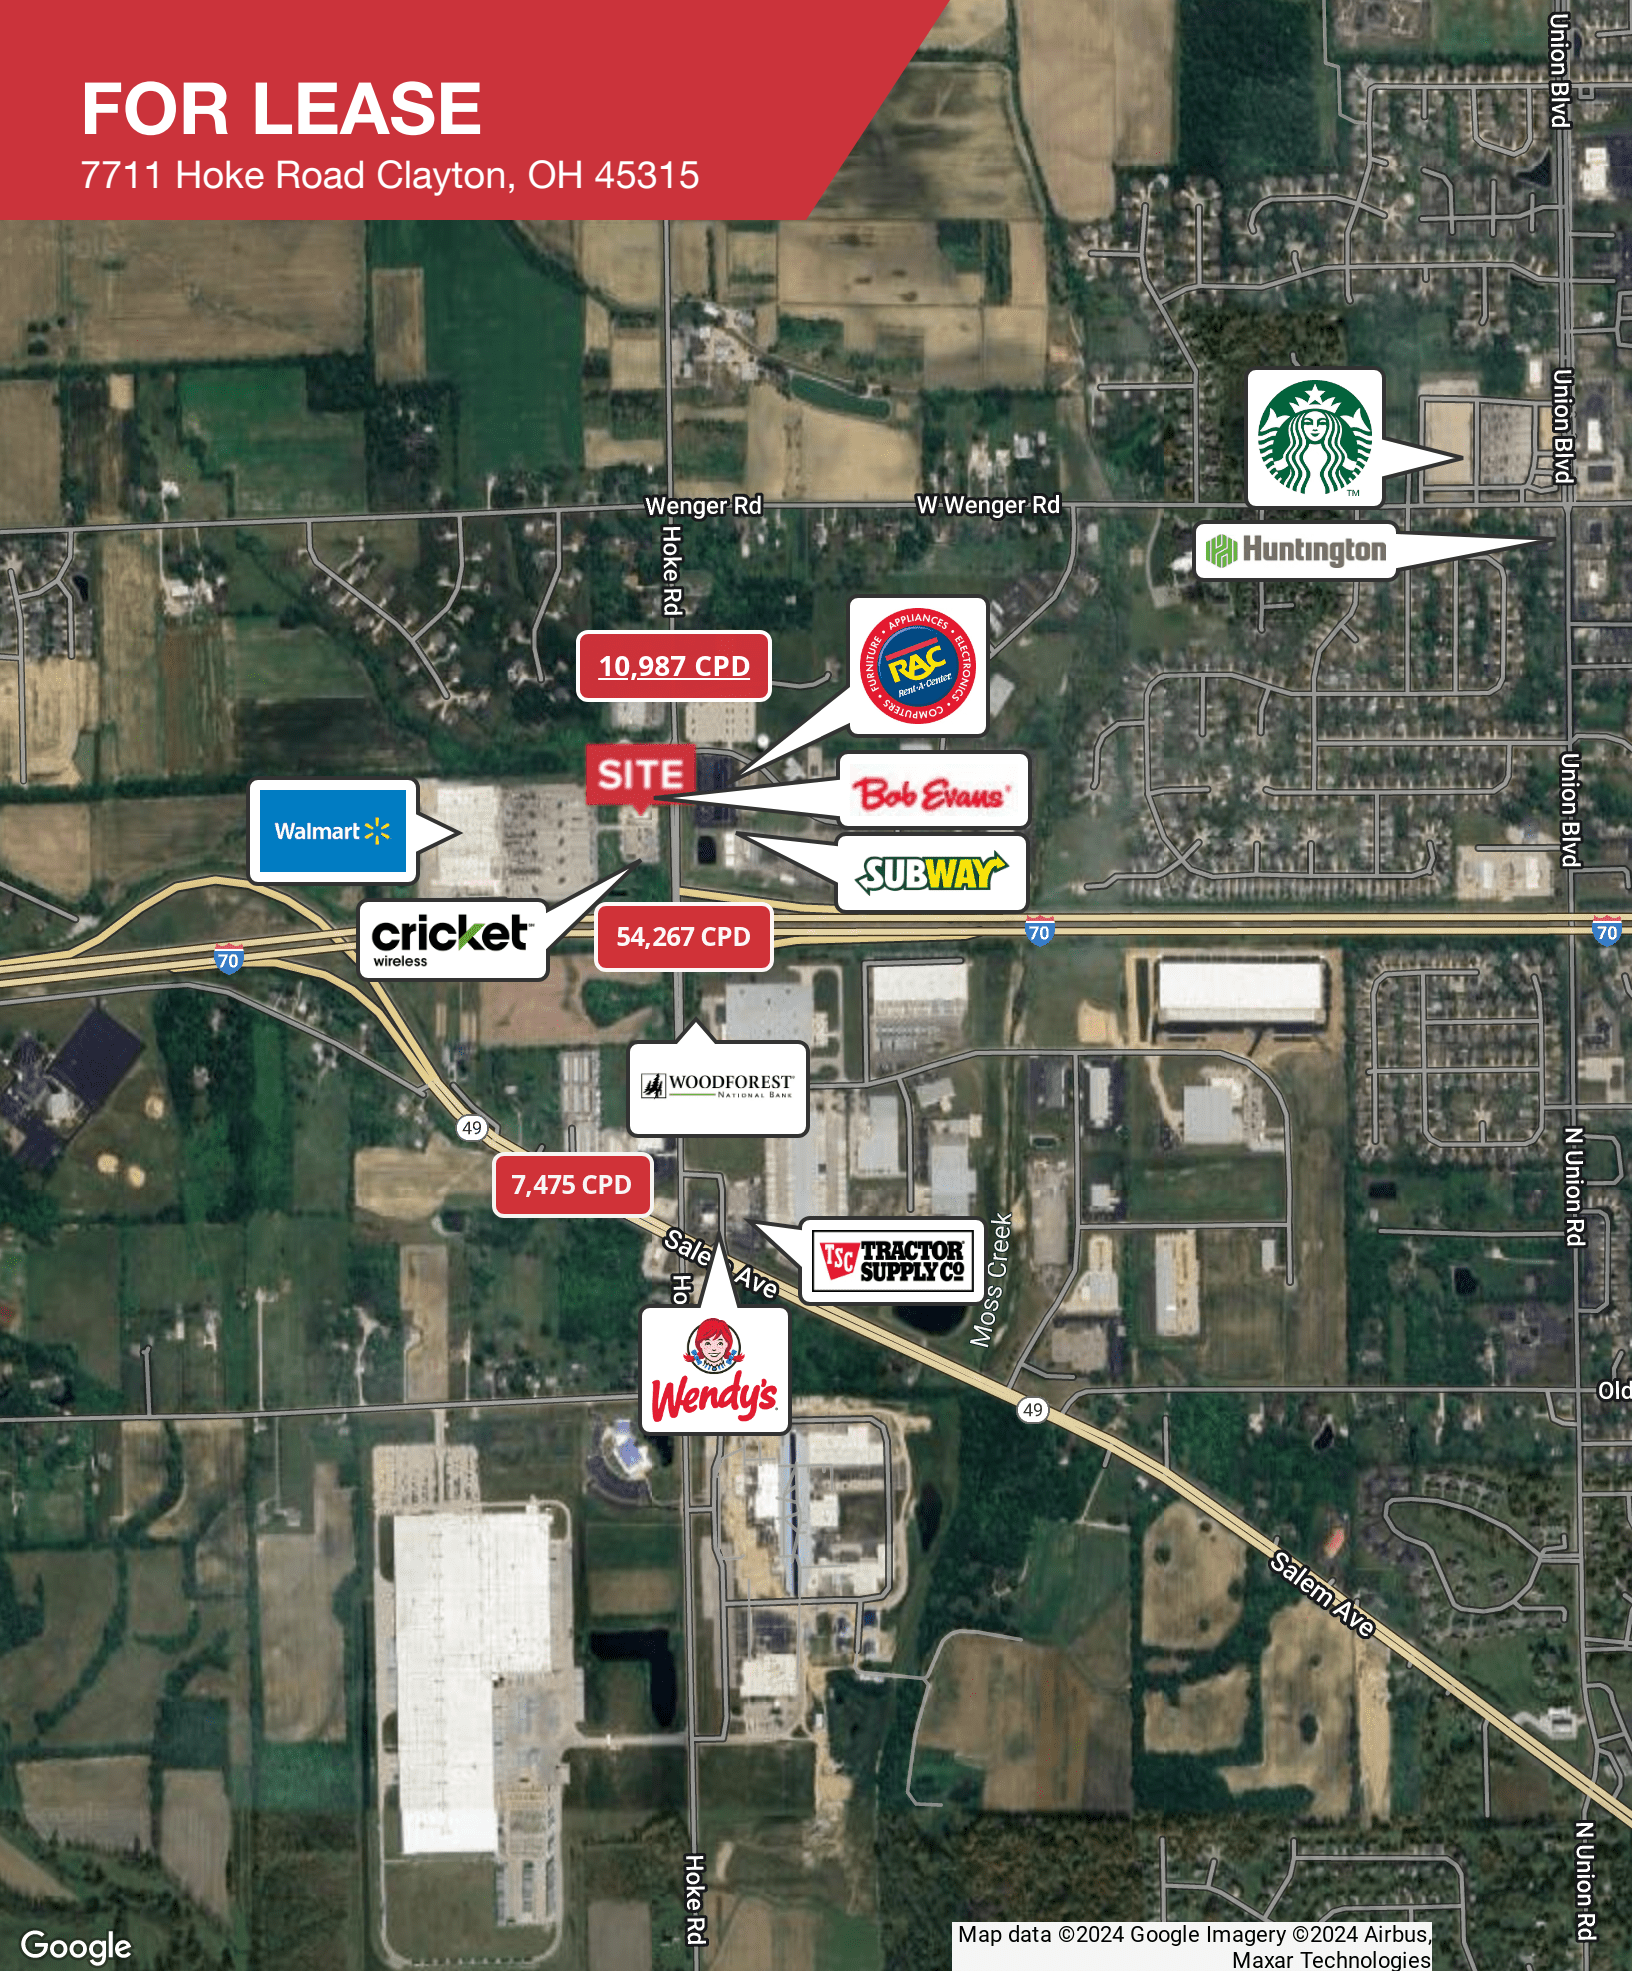 FOR LEASE
7711 Hoke Road Clayton, OH 45315
Union Blvd
Union Blvd
Wenger Rd
W Wenger Rd
TM
Huntington
Hoke Rd
10,987 CPD
FURNITURE • APPLIANCES • ELECTRONICS • COMPUTERS
RAC
Rent-A-Center
SITE
Bob Evans
Walmart
SUBWAY
Union Blvd
cricket
wireless
54,267 CPD
70
70
70
WOODFOREST
NATIONAL BANK
49
7,475 CPD
N Union Rd
Salem Ave
TSC TRACTOR
SUPPLY CO
Moss Creek
Ho
Wendy's
Old
49
Salem Ave
N Union Rd
Hoke Rd
Google
Map data ©2024 Google Imagery ©2024 Airbus,
Maxar Technologies